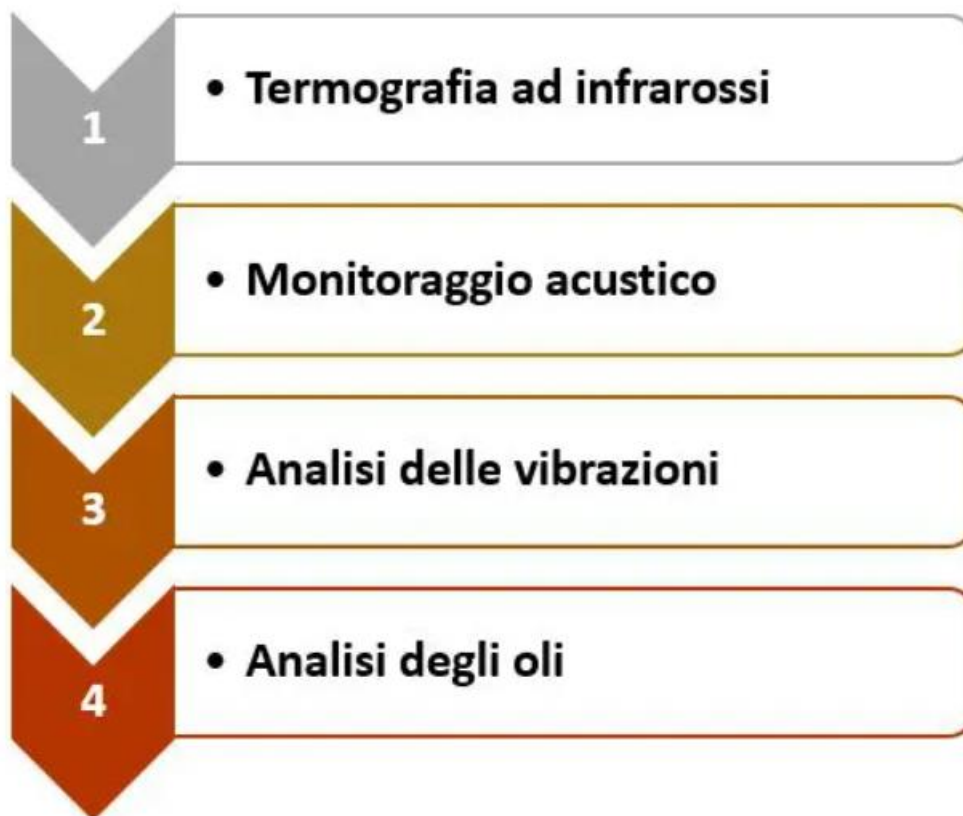 1
• Termografia ad infrarossi
2
• Monitoraggio acustico
3
• Analisi delle vibrazioni
4
• Analisi degli oli